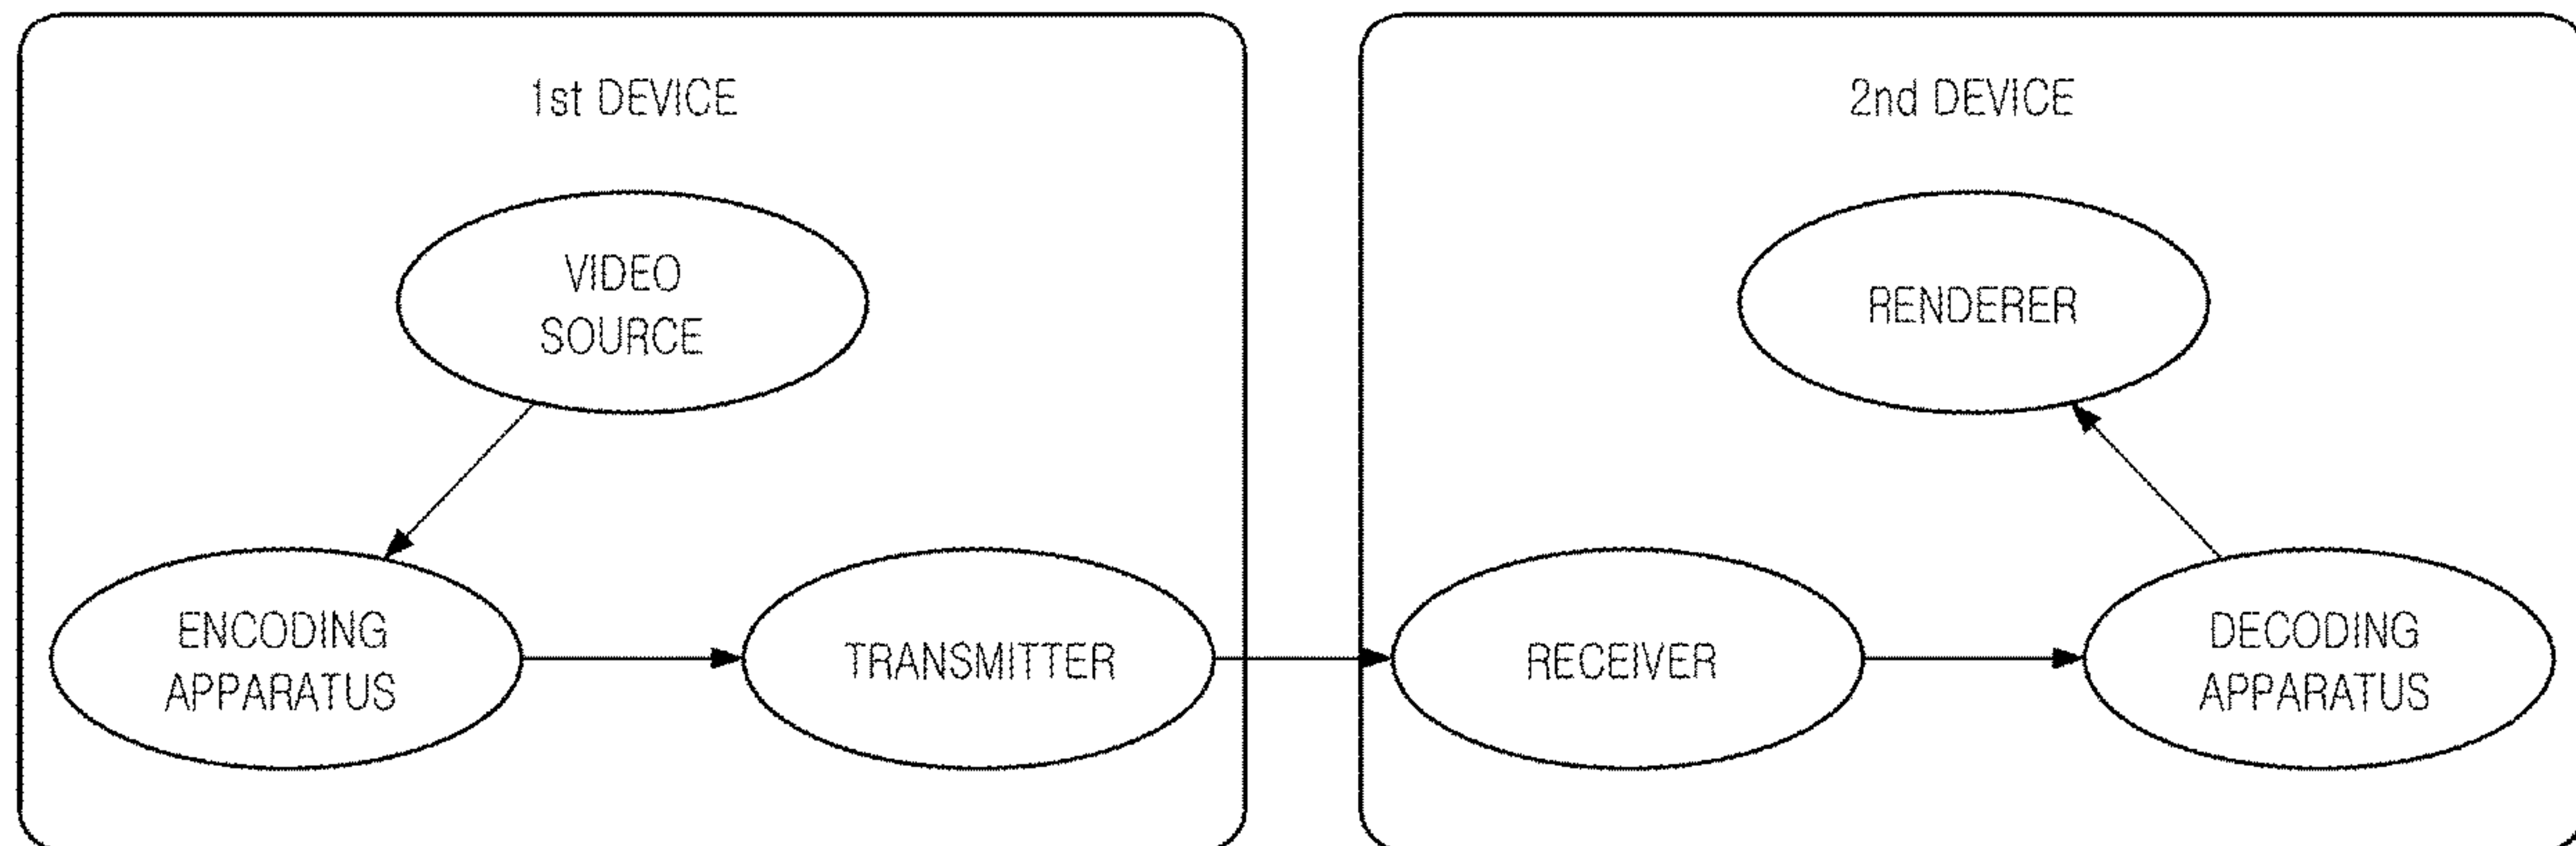 1st DEVICE
VIDEO
SOURCE
ENCODING
APPARATUS
TRANSMITTER
2nd DEVICE
RENDERER
RECEIVER
DECODING
APPARATUS